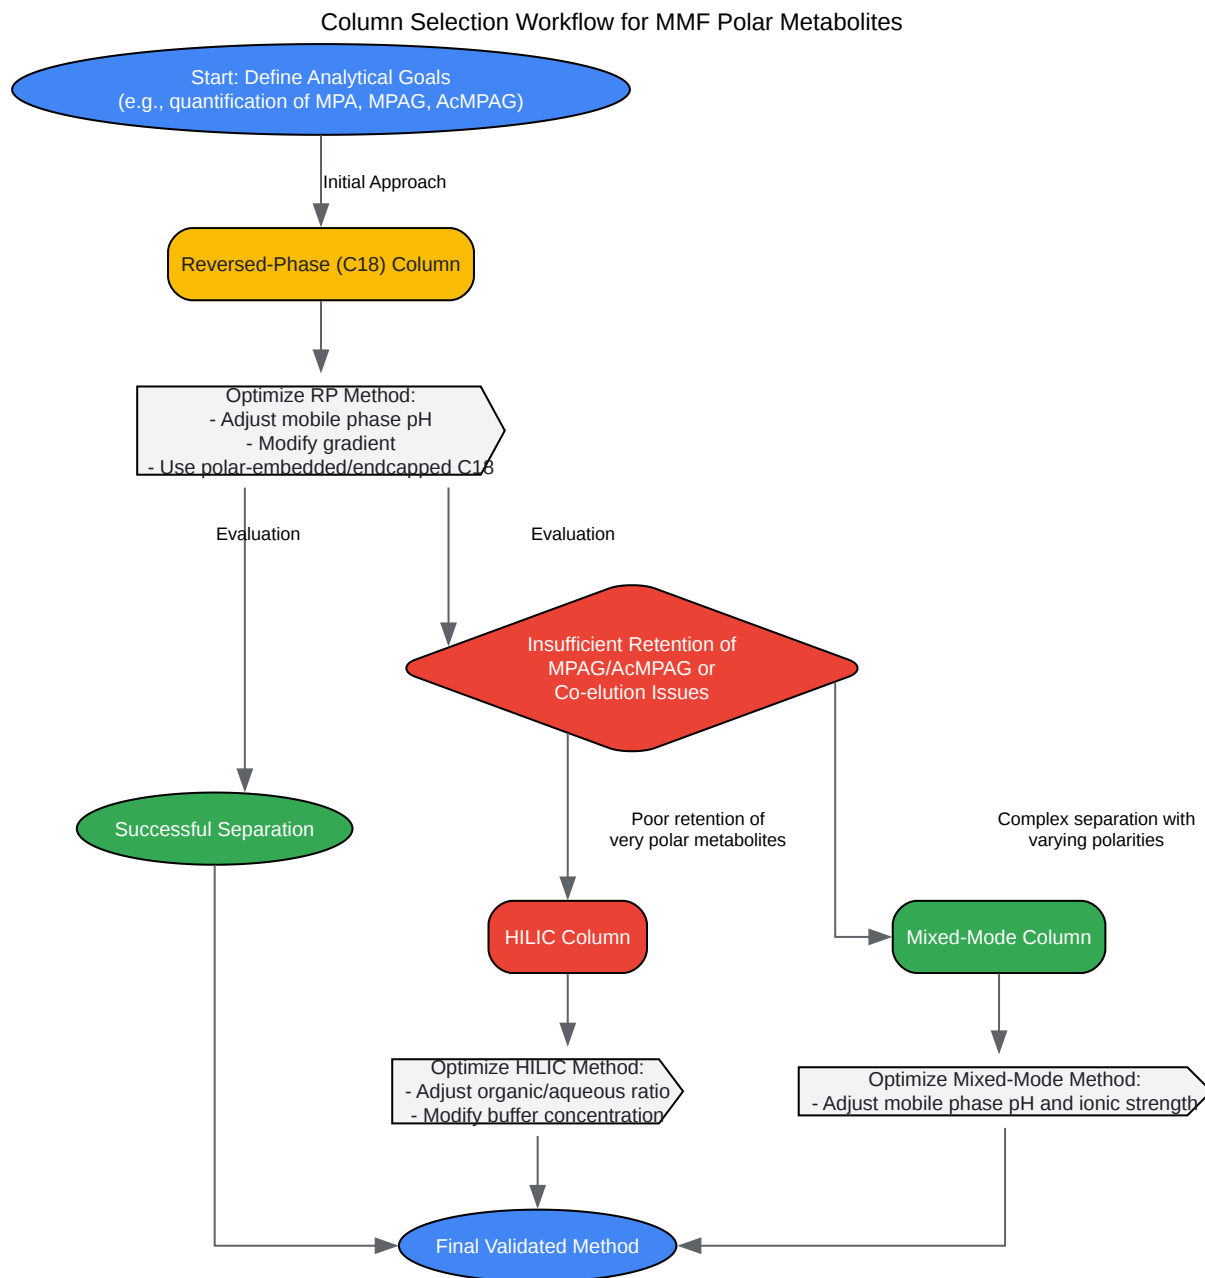 Column Selection Workflow for MMF Polar Metabolites
Start: Define Analytical Goals
(e.g., quantification of MPA, MPAG, AcMPAG)
Initial Approach
Reversed-Phase (C18) Column
Optimize RP Method:
- Adjust mobile phase pH
- Modify gradient
- Use polar-embedded/endcapped C18
Evaluation
Evaluation
Insufficient Retention of
MPAG/AcMPAG or
Co-elution Issues
Successful Separation
Poor retention of
very polar metabolites
Complex separation with
varying polarities
HILIC Column
Mixed-Mode Column
Optimize HILIC Method:
- Adjust organic/aqueous ratio
- Modify buffer concentration
Optimize Mixed-Mode Method:
- Adjust mobile phase pH and ionic strength
Final Validated Method